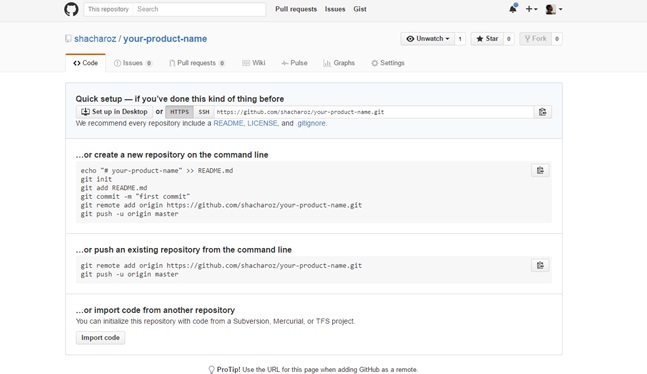 This repository Search Pull requests Issues Gist
shacharoz / your-product-name Unwatch 1 Star 0 Fork 0
Code Issues 0 Pull requests 0 Wiki Pulse Graphs Settings
Quick setup — if you've done this kind of thing before
Set up in Desktop or HTTPS SSH https://github.com/shacharoz/your-product-name.git
We recommend every repository include a README, LICENSE, and .gitignore.
…or create a new repository on the command line
echo "# your-product-name" >> README.md
git init
git add README.md
git commit -m "first commit"
git remote add origin https://github.com/shacharoz/your-product-name.git
git push -u origin master
…or push an existing repository from the command line
git remote add origin https://github.com/shacharoz/your-product-name.git
git push -u origin master
…or import code from another repository
You can initialize this repository with code from a Subversion, Mercurial, or TFS project.
Import code
ProTip! Use the URL for this page when adding GitHub as a remote.